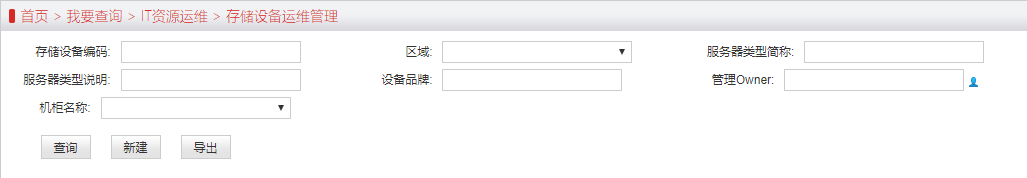 首页 > 我要查询 > IT资源运维 > 存储设备运维管理
存储设备编码: 区域: 服务器类型简称:
服务器类型说明: 设备品牌: 管理Owner:
机柜名称:
查询 新建 导出